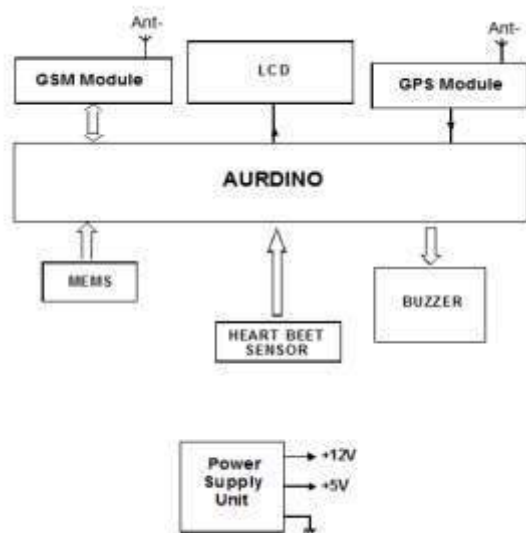 Ant-
Ant-
GSM Module
LCD
GPS Module
AURDINO
MEMS
BUZZER
HEART BEET
SENSOR
Power
Supply
Unit
+12V
+5V